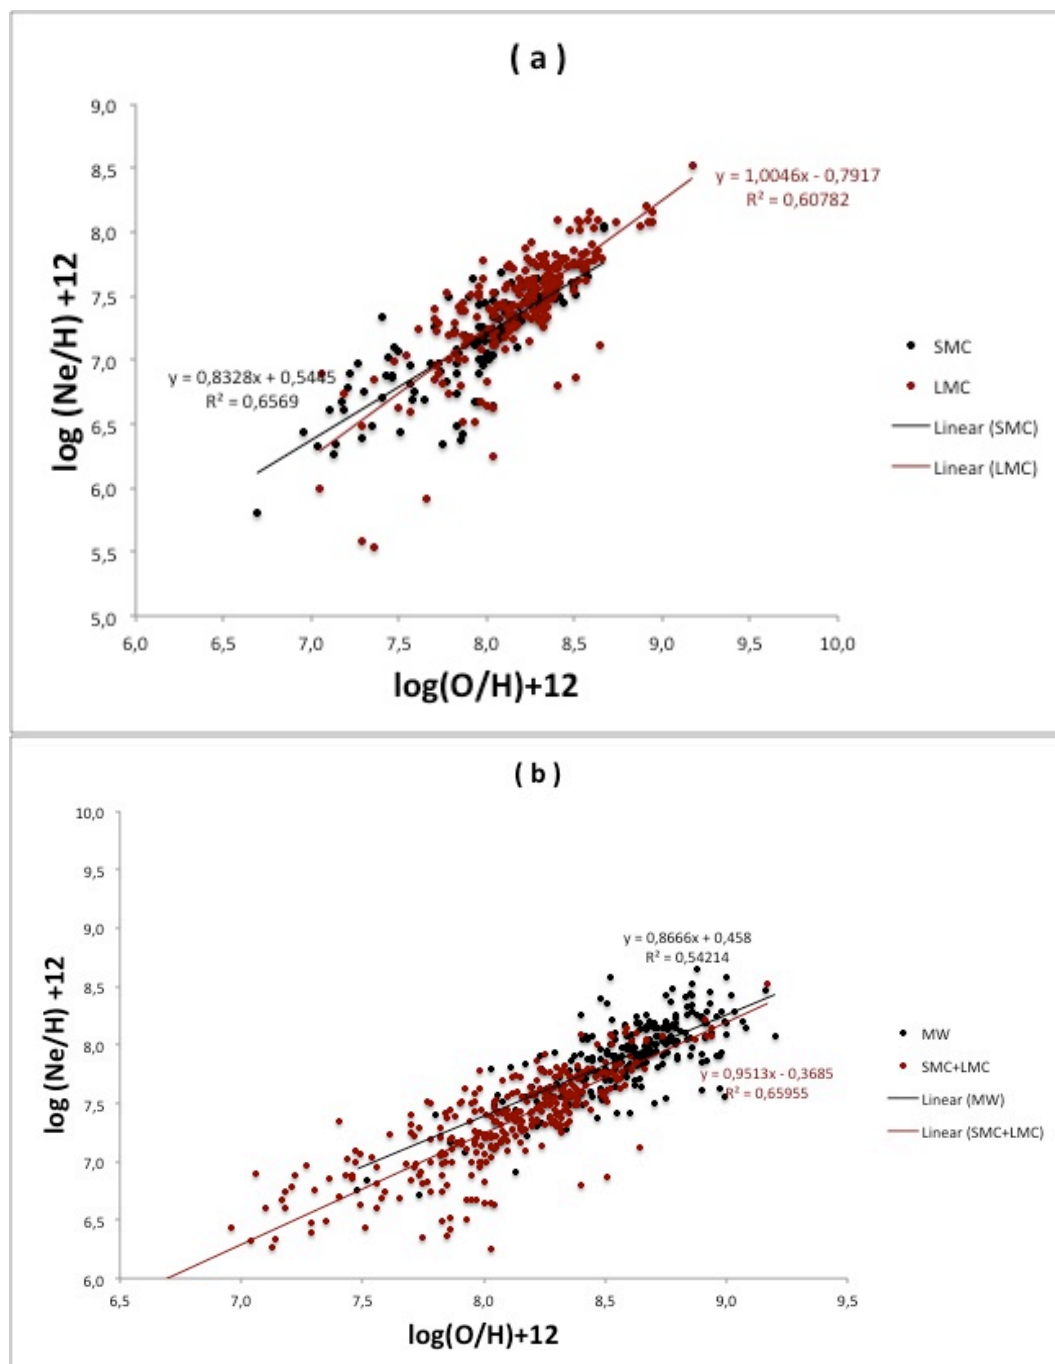 ( a )
9,0
8,5
8,0
7,5
7,0
6,5
6,0
5,5
5,0
log (Ne/H) +12
y = 1,0046x - 0,7917
R² = 0,60782
y = 0,8328x + 0,5445
R² = 0,6569
SMC
LMC
Linear (SMC)
Linear (LMC)
6,0 6,5 7,0 7,5 8,0 8,5 9,0 9,5 10,0
log(O/H)+12
( b )
10,0
9,5
9,0
8,5
8,0
7,5
7,0
6,5
6,0
log (Ne/H) +12
y = 0,8666x + 0,458
R² = 0,54214
y = 0,9513x - 0,3685
R² = 0,65955
MW
SMC+LMC
Linear (MW)
Linear (SMC+LMC)
6,5 7,0 7,5 8,0 8,5 9,0 9,5
log(O/H)+12